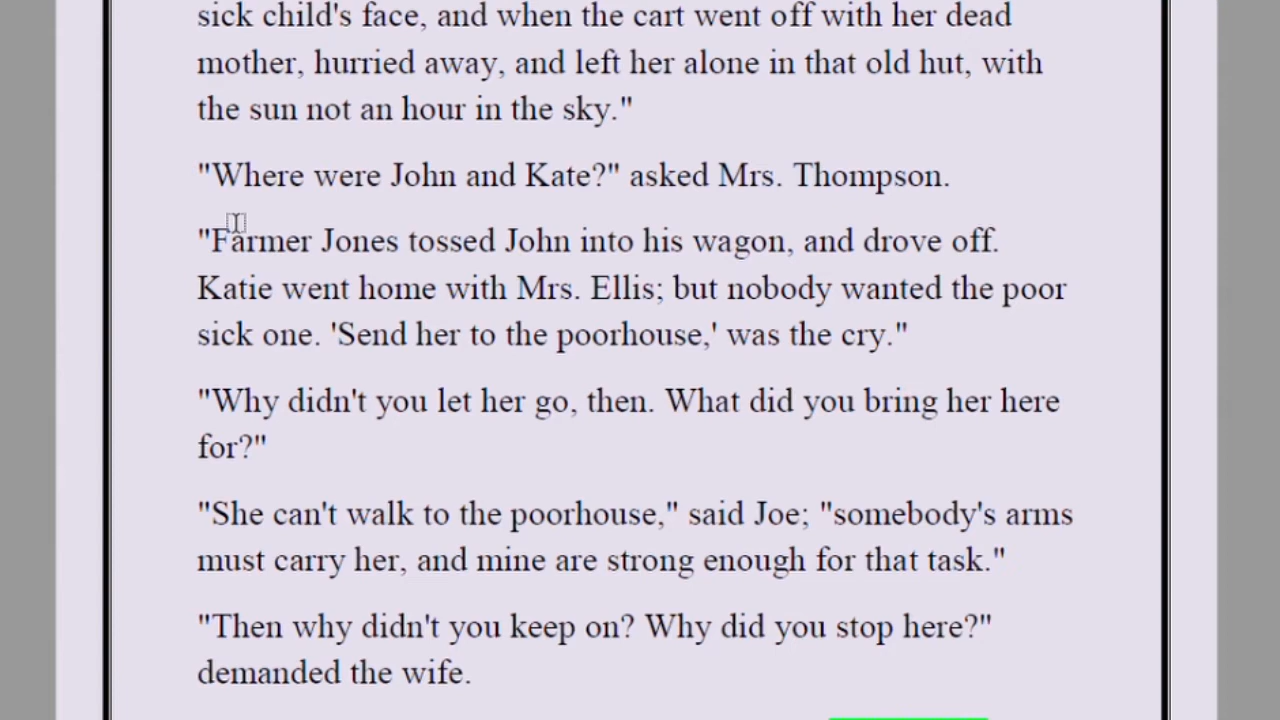 sick child's face, and when the cart went off with her dead
mother, hurried away, and left her alone in that old hut, with
the sun not an hour in the sky."
"Where were John and Kate?" asked Mrs. Thompson.
"Farmer Jones tossed John into his wagon, and drove off.
Katie went home with Mrs. Ellis; but nobody wanted the poor
sick one. 'Send her to the poorhouse,' was the cry."
"Why didn't you let her go, then. What did you bring her here
for?"
"She can't walk to the poorhouse," said Joe; "somebody's arms
must carry her, and mine are strong enough for that task."
"Then why didn't you keep on? Why did you stop here?"
demanded the wife.